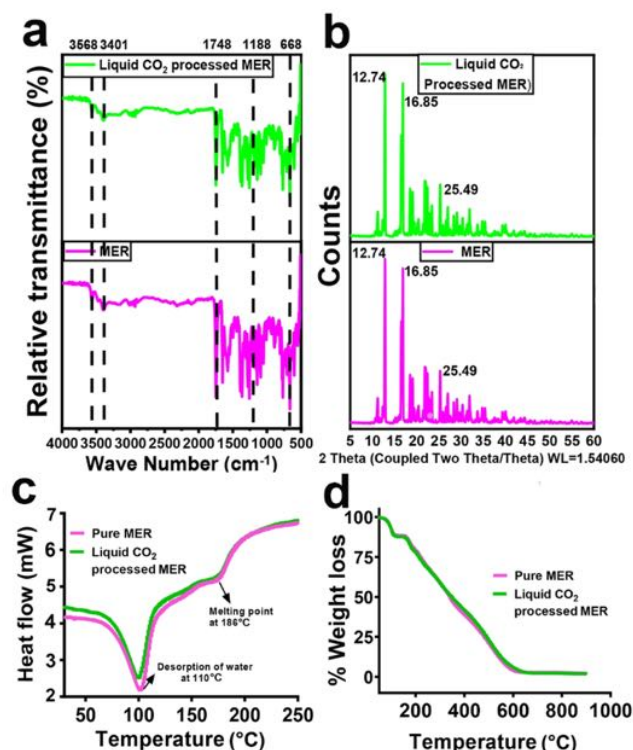 a
3568 3401 1748 1188 668
Liquid CO₂ processed MER
MER
Relative transmittance (%)
4000 3500 3000 2500 2000 1500 1000 500
Wave Number (cm⁻¹)
b
Liquid CO₂
Processed MER)
12.74
16.85
25.49
MER
12.74
16.85
25.49
Counts
5 10 15 20 25 30 35 40 45 50 55 60
2 Theta (Coupled Two Theta/Theta) WL=1.54060
c
Pure MER
Liquid CO₂
processed MER
7
6
5
4
3
2
Heat flow (mW)
Melting point
at 186°C
Desorption of water
at 110°C
50 100 150 200 250
Temperature (°C)
d
Pure MER
Liquid CO₂
processed MER
100
75
50
25
0
% Weight loss
200 400 600 800 1000
Temperature (°C)